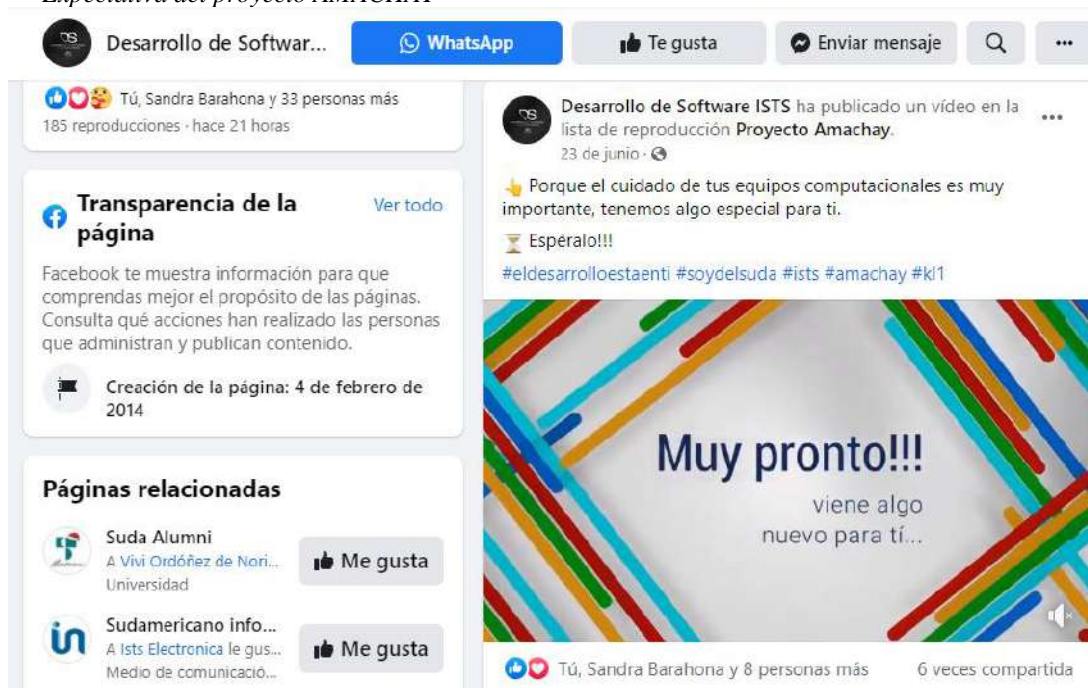 Expectativa del proyecto AMACHAY
Desarrollo de Softwar...
WhatsApp
Te gusta
Enviar mensaje
Tú, Sandra Barahona y 33 personas más
185 reproducciones · hace 21 horas
Transparencia de la página
Ver todo
Facebook te muestra información para que
comprendas mejor el propósito de las páginas.
Consulta qué acciones han realizado las personas
que administran y publican contenido.
Creación de la página: 4 de febrero de
2014
Páginas relacionadas
Suda Alumni
A Vivi Ordóñez de Nori...
Universidad
Me gusta
Sudamericano info...
A Ists Electronica le gus...
Medio de comunicació...
Me gusta
DS
Desarrollo de Software ISTS ha publicado un vídeo en la
lista de reproducción Proyecto Amachay.
23 de junio ·
👆 Porque el cuidado de tus equipos computacionales es muy
importante, tenemos algo especial para ti.
⏳ Espéralo!!!
#eldesarrolloestaenti #soydelsuda #ists #amachay #kl1
Muy pronto!!!
viene algo
nuevo para tí...
Tú, Sandra Barahona y 8 personas más
6 veces compartida